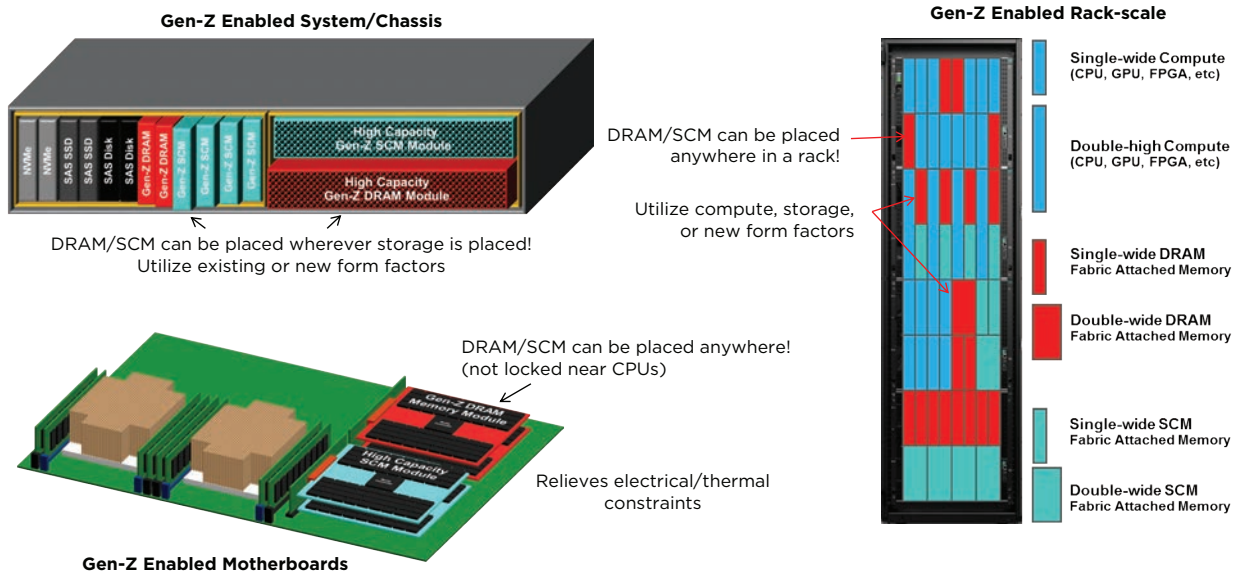 Gen-Z Enabled System/Chassis
NVMe
NVMe
SAS SSD
SAS SSD
SAS Disk
SAS Disk
Gen-Z DRAM
Gen-Z DRAM
Gen-Z SCM
Gen-Z SCM
Gen-Z SCM
Gen-Z SCM
High Capacity
Gen-Z SCM Module
High Capacity
Gen-Z DRAM Module
DRAM/SCM can be placed wherever storage is placed!
Utilize existing or new form factors
DRAM/SCM can be placed anywhere!
(not locked near CPUs)
Gen-Z DRAM
Memory Module
High Capacity
SCM Module
Relieves electrical/thermal
constraints
Gen-Z Enabled Motherboards
Gen-Z Enabled Rack-scale
DRAM/SCM can be placed
anywhere in a rack!
Utilize compute, storage,
or new form factors
Single-wide Compute
(CPU, GPU, FPGA, etc)
Double-high Compute
(CPU, GPU, FPGA, etc)
Single-wide DRAM
Fabric Attached Memory
Double-wide DRAM
Fabric Attached Memory
Single-wide SCM
Fabric Attached Memory
Double-wide SCM
Fabric Attached Memory